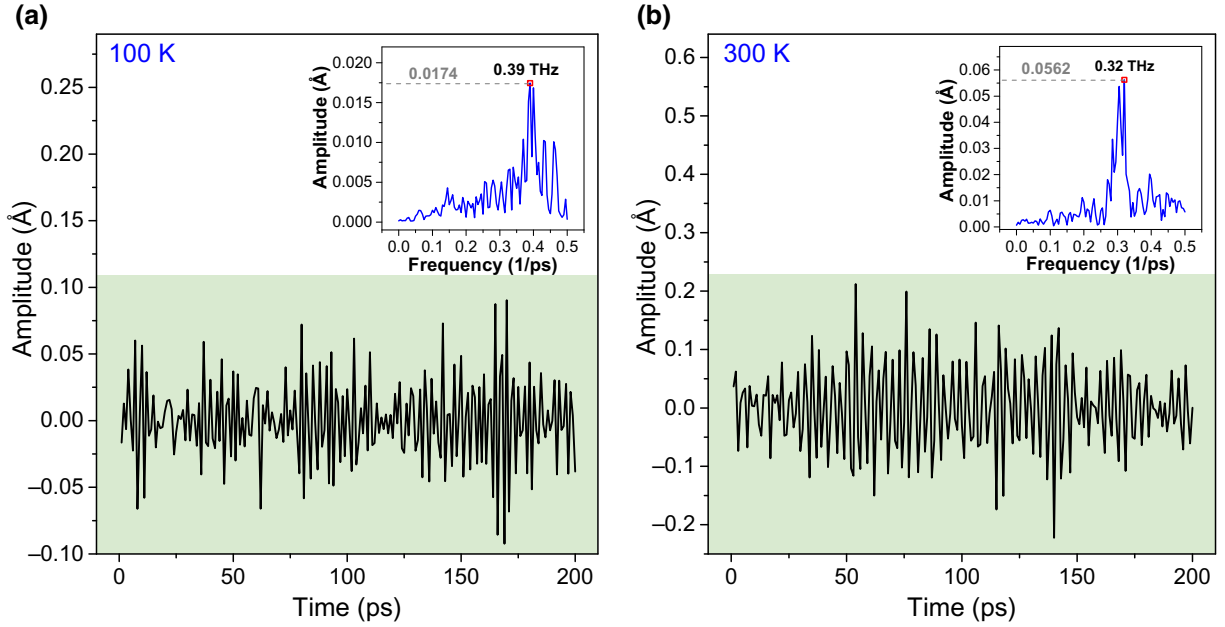 (a)
100 K
Amplitude (Å)
0.25
0.20
0.15
0.10
0.05
0.00
−0.05
−0.10
0 50 100 150 200
Time (ps)
Amplitude (Å)
0.020
0.015
0.010
0.005
0.000
0.0174
0.39 THz
0.0 0.1 0.2 0.3 0.4 0.5
Frequency (1/ps)
(b)
300 K
Amplitude (Å)
0.6
0.5
0.4
0.3
0.2
0.1
0.0
−0.1
−0.2
0 50 100 150 200
Time (ps)
Amplitude (Å)
0.06
0.05
0.04
0.03
0.02
0.01
0.00
0.0562
0.32 THz
0.0 0.1 0.2 0.3 0.4 0.5
Frequency (1/ps)